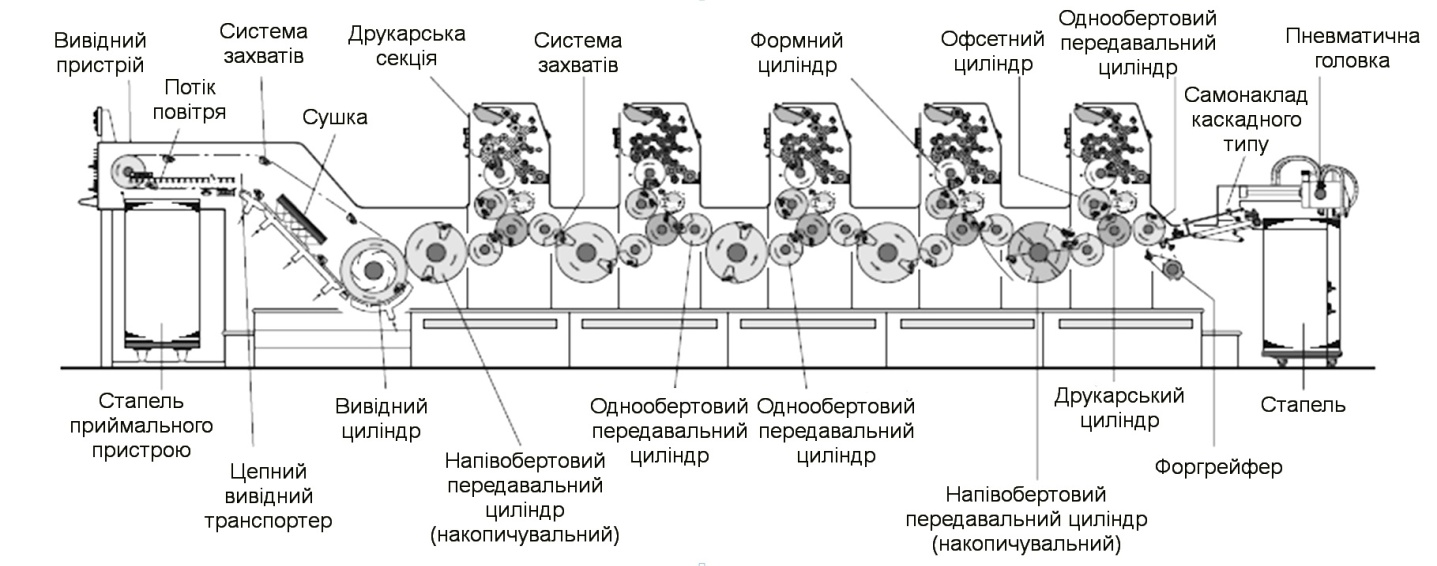 Вивідний
пристрій
Потік
повітря
Система
захватів
Сушка
Друкарська
секція
Система
захватів
Формний
циліндр
Офсетний
циліндр
Однообертовий
передавальний
циліндр
Самонаклад
каскадного
типу
Пневматична
головка
Стапель
приймального
пристрою
Цепний
вивідний
транспортер
Вивідний
циліндр
Напівобертовий
передавальний
циліндр
(накопичувальний)
Однообертовий
передавальний
циліндр
Однообертовий
передавальний
циліндр
Напівобертовий
передавальний циліндр
(накопичувальний)
Друкарський
циліндр
Форгрейфер
Стапель